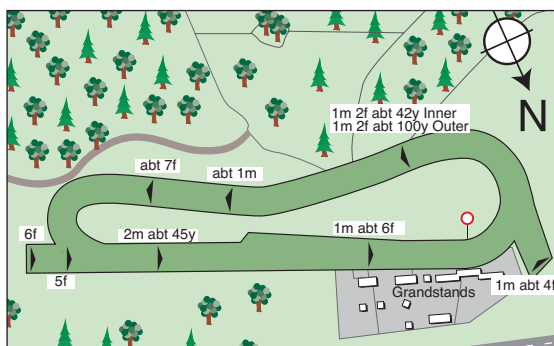 1m 2f abt 42y Inner
1m 2f abt 100y Outer
N
abt 7f
abt 1m
6f
2m abt 45y
1m abt 6f
5f
1m abt 4f
Grandstands